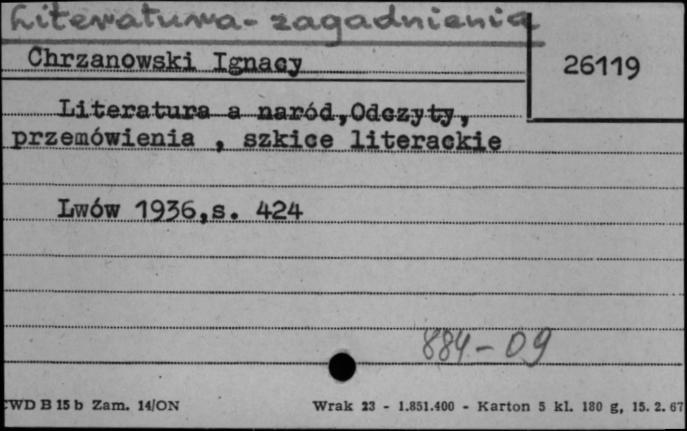 Literatura - zagadnienia
Chrzanowski Ignacy
26119
Literatura a naród,Odczyty,
przemówienia , szkice literackie
Lwów 1936,s. 424
884-09
CWD B 15 b Zam. 14/ON
Wrak 23 - 1.851.400 - Karton 5 kl. 180 g, 15. 2. 67